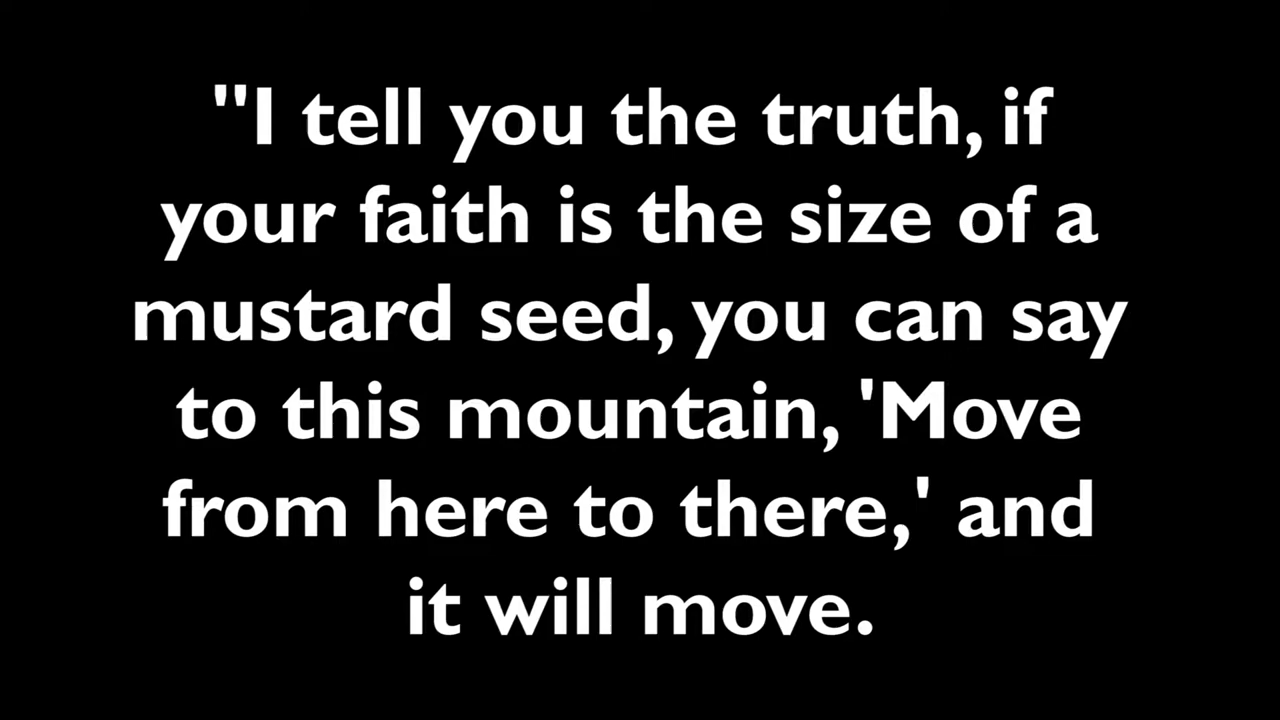 "I tell you the truth, if
your faith is the size of a
mustard seed, you can say
to this mountain, 'Move
from here to there,' and
it will move.